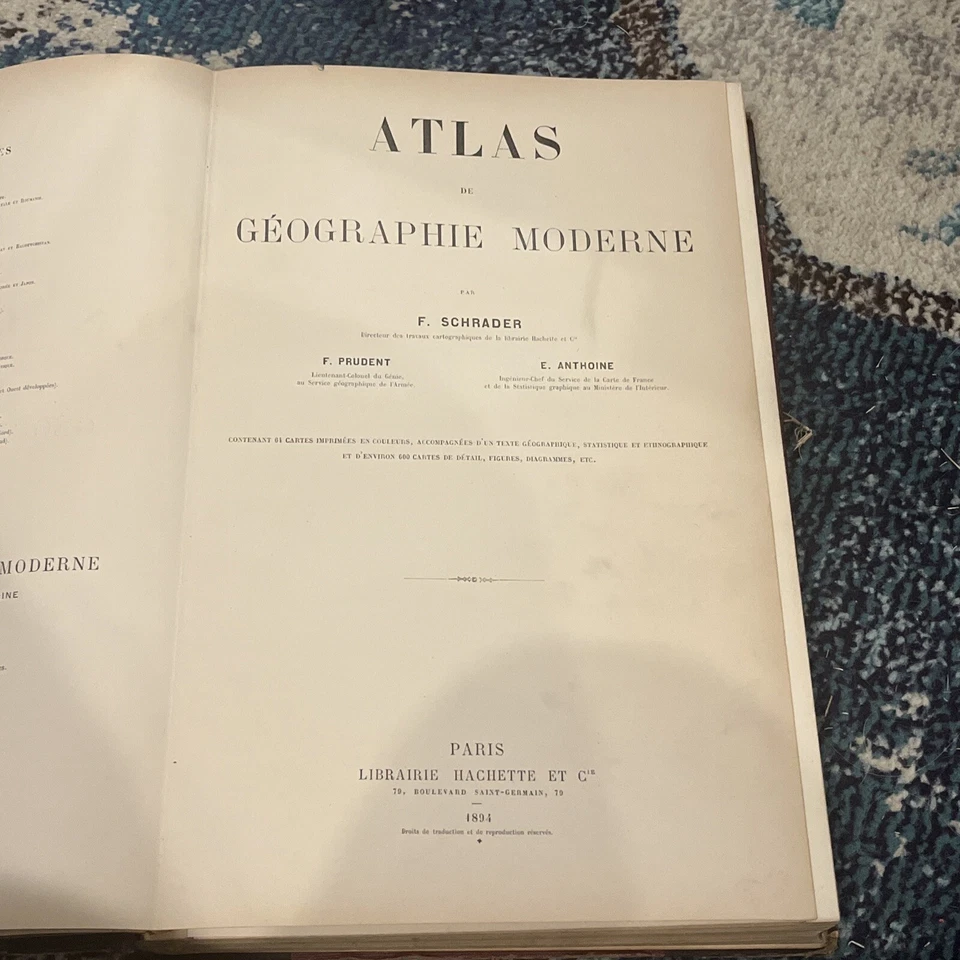 MODERNE
INE
ATLAS
DE
GÉOGRAPHIE MODERNE
PAR
F. SCHRADER
Directeur des travaux cartographiques de la librairie Hachette et Cie
F. PRUDENT
Lieutenant-Colonel du Génie,
au Service géographique de l'Armée.
E. ANTHOINE
Ingénieur-Chef du Service de la Carte de France
et de la Statistique graphique au Ministère de l'Intérieur.
CONTENANT 64 CARTES IMPRIMÉES EN COULEURS, ACCOMPAGNÉES D'UN TEXTE GÉOGRAPHIQUE, STATISTIQUE ET ETHNOGRAPHIQUE
ET D'ENVIRON 600 CARTES DE DÉTAIL, FIGURES, DIAGRAMMES, ETC.
PARIS
LIBRAIRIE HACHETTE ET CIE
79, BOULEVARD SAINT-GERMAIN, 79
1894
Droits de traduction et de reproduction réservés.